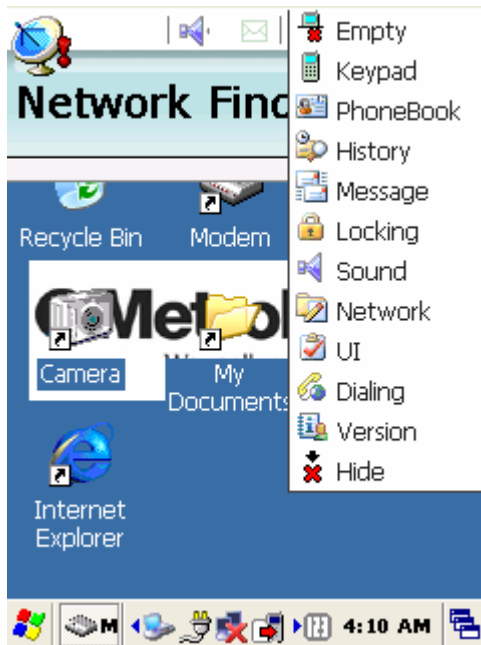 Network Find
Empty
Keypad
PhoneBook
History
Message
Locking
Sound
Network
UI
Dialing
Version
Hide
Recycle Bin
Modem
Camera
My
Documents
Internet
Explorer
M
4:10 AM